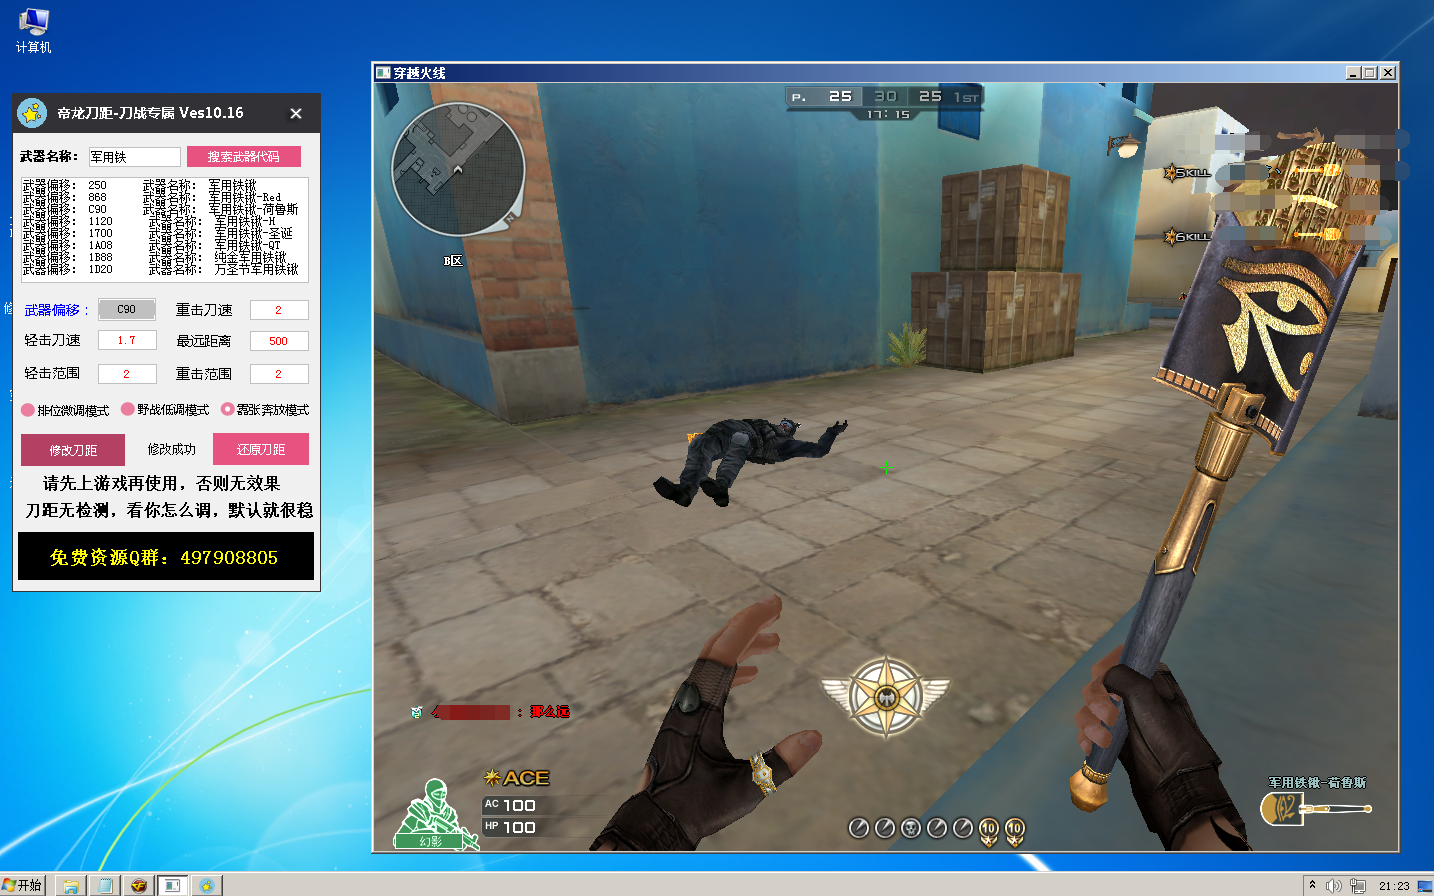 计算机
帝龙刀距-刀战专属 Ves10.16
武器名称： 军用铁 搜索武器代码
武器偏移： 250 武器名称： 军用铁锹
武器偏移： 868 武器名称： 军用铁锹-Red
武器偏移： C90 武器名称： 军用铁锹-荷鲁斯
武器偏移： 1120 武器名称： 军用铁锹-H
武器偏移： 1700 武器名称： 军用铁锹-圣诞
武器偏移： 1A08 武器名称： 军用铁锹-QT
武器偏移： 1B88 武器名称： 纯金军用铁锹
武器偏移： 1D20 武器名称： 万圣节军用铁锹
武器偏移： C90 重击刀速 2
轻击刀速 1.7 最远距离 500
轻击范围 2 重击范围 2
排位微调模式 野战低调模式 嚣张奔放模式
修改刀距 修改成功 还原刀距
请先上游戏再使用，否则无效果
刀距无检测，看你怎么调，默认就很稳
免费资源Q群：497908805
穿越火线
P. 25 30 25 1ST
17:15
N
B区
5KILL
6KILL
：那么远
ACE
AC 100
HP 100
幻影
10 10
军用铁锹-荷鲁斯
开始
21:23